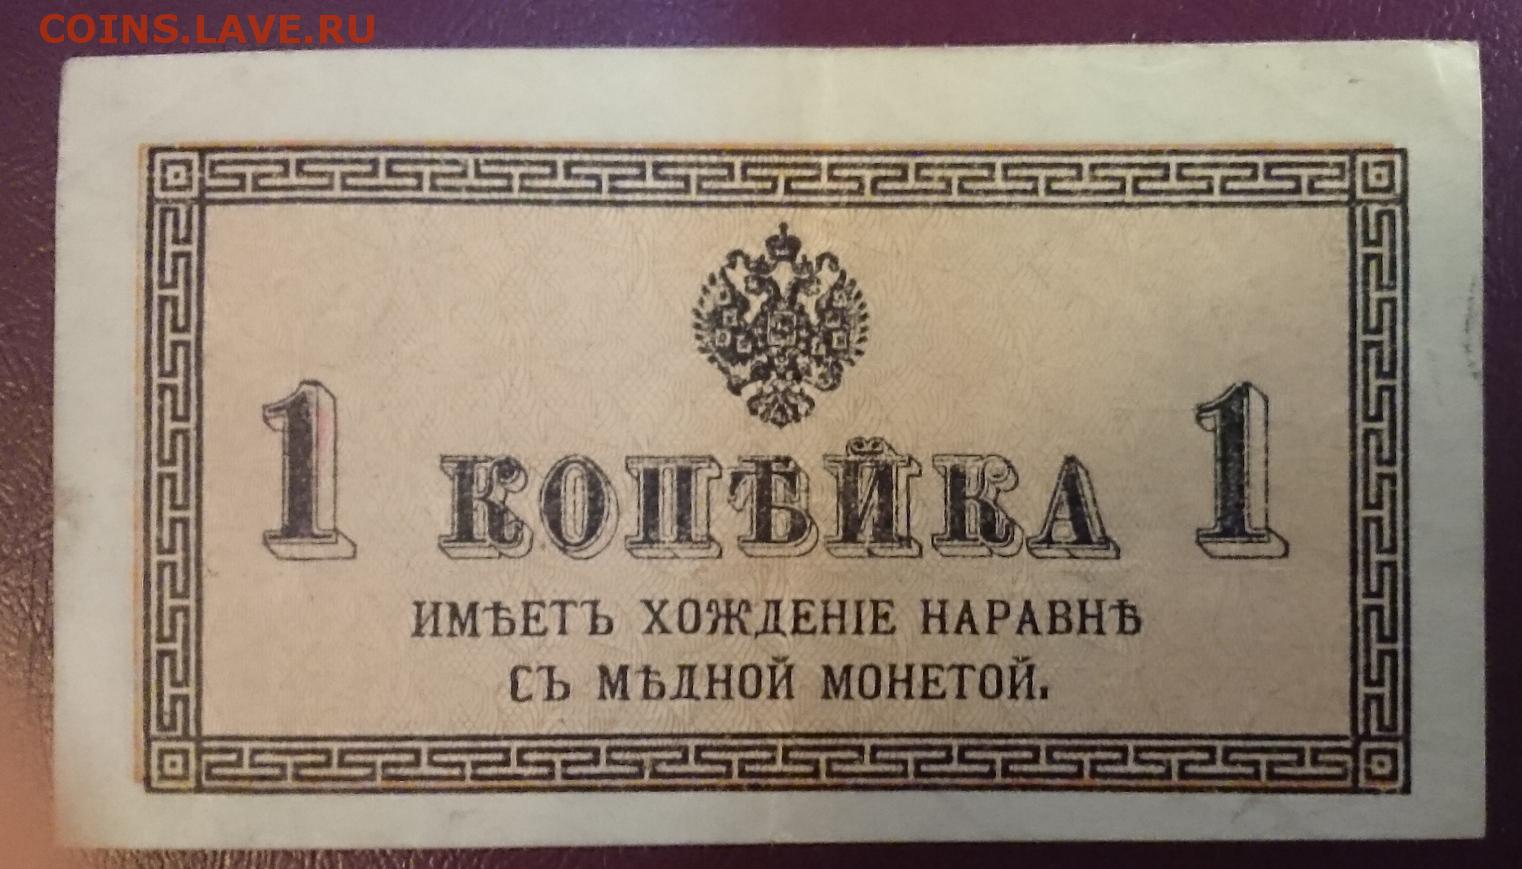 COINS.LAVE.RU
1 КОПѢЙКА 1
ИМѢЕТЪ ХОЖДЕНІЕ НАРАВНѢ
СЪ МѢДНОЙ МОНЕТОЙ.